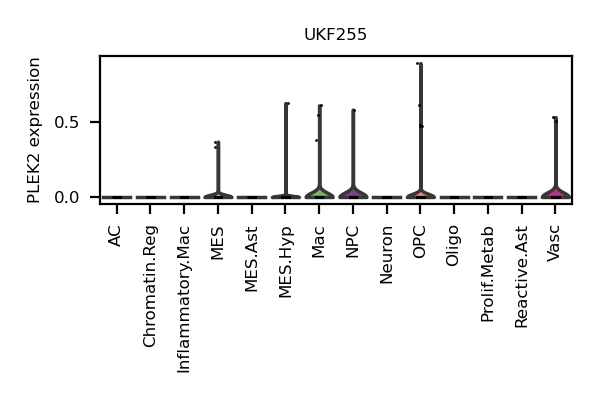 UKF255
PLEK2 expression
0.5
0.0
AC
Chromatin.Reg
Inflammatory.Mac
MES
MES.Ast
MES.Hyp
Mac
NPC
Neuron
OPC
Oligo
Prolif.Metab
Reactive.Ast
Vasc